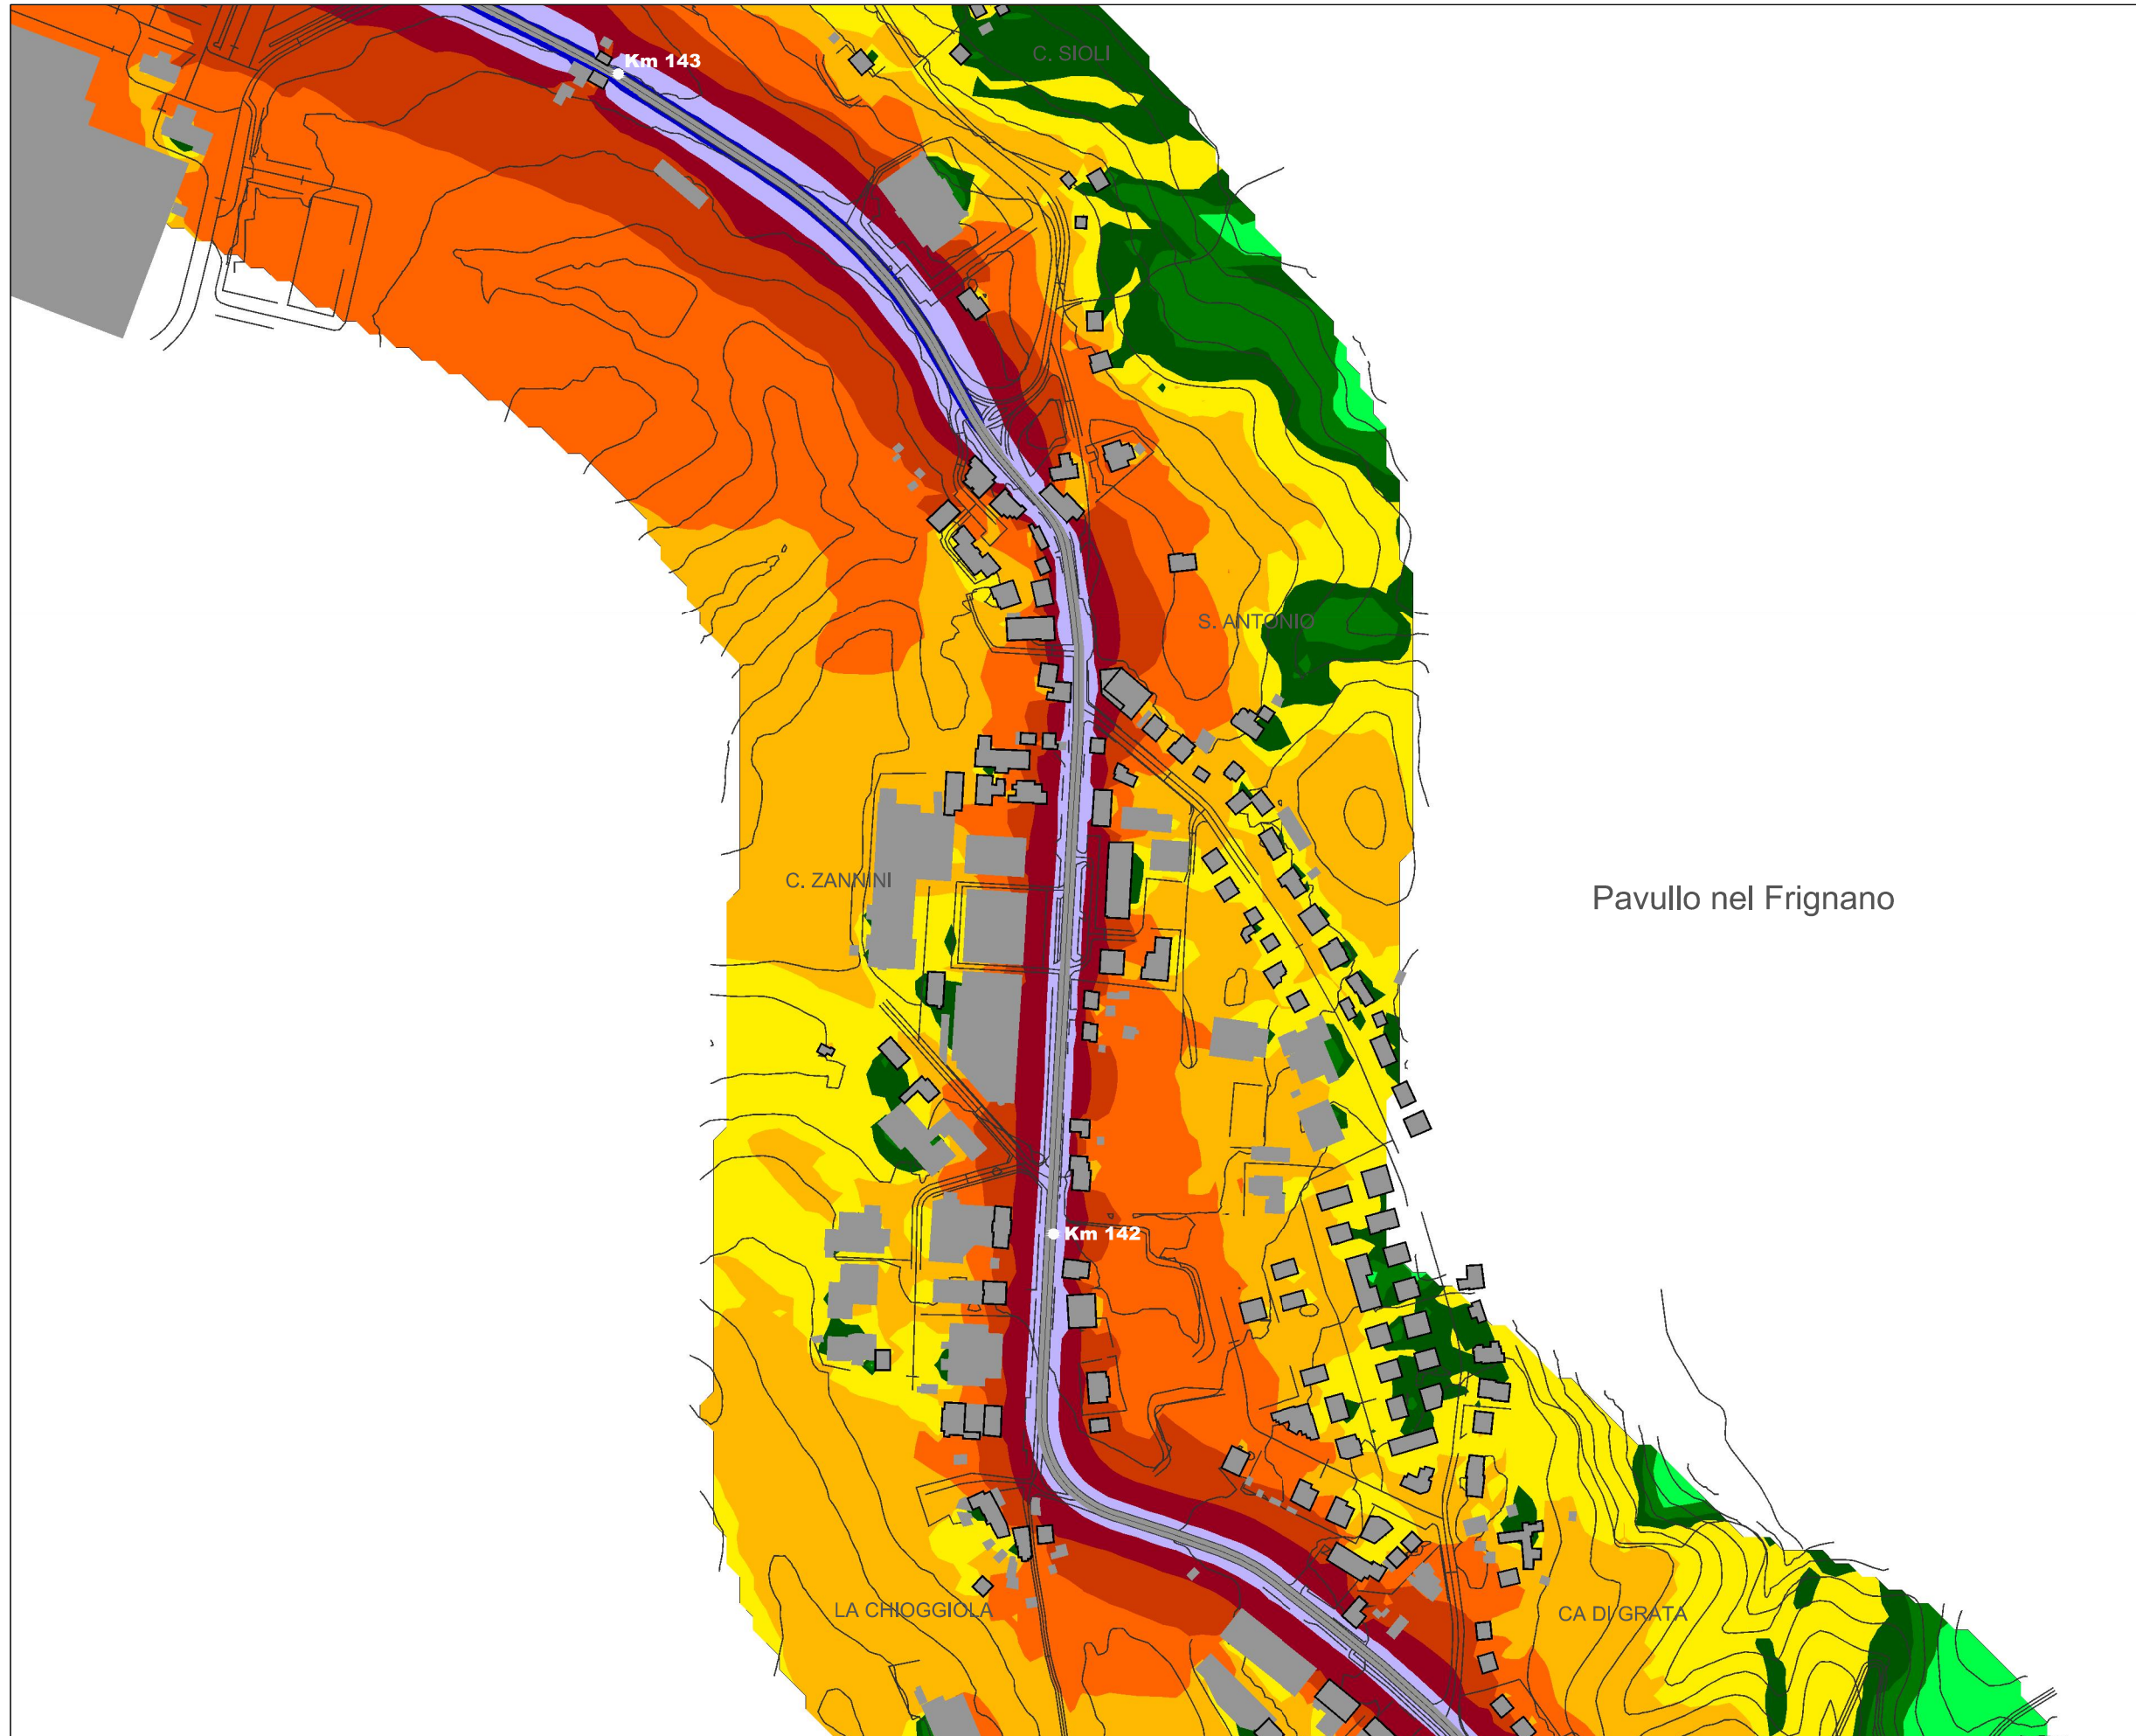 C. SIOLI
Km 143
S. ANTONIO
C. ZANNINI
Pavullo nel Frignano
Km 142
LA CHIOGGIOLA
CA DI GRATA